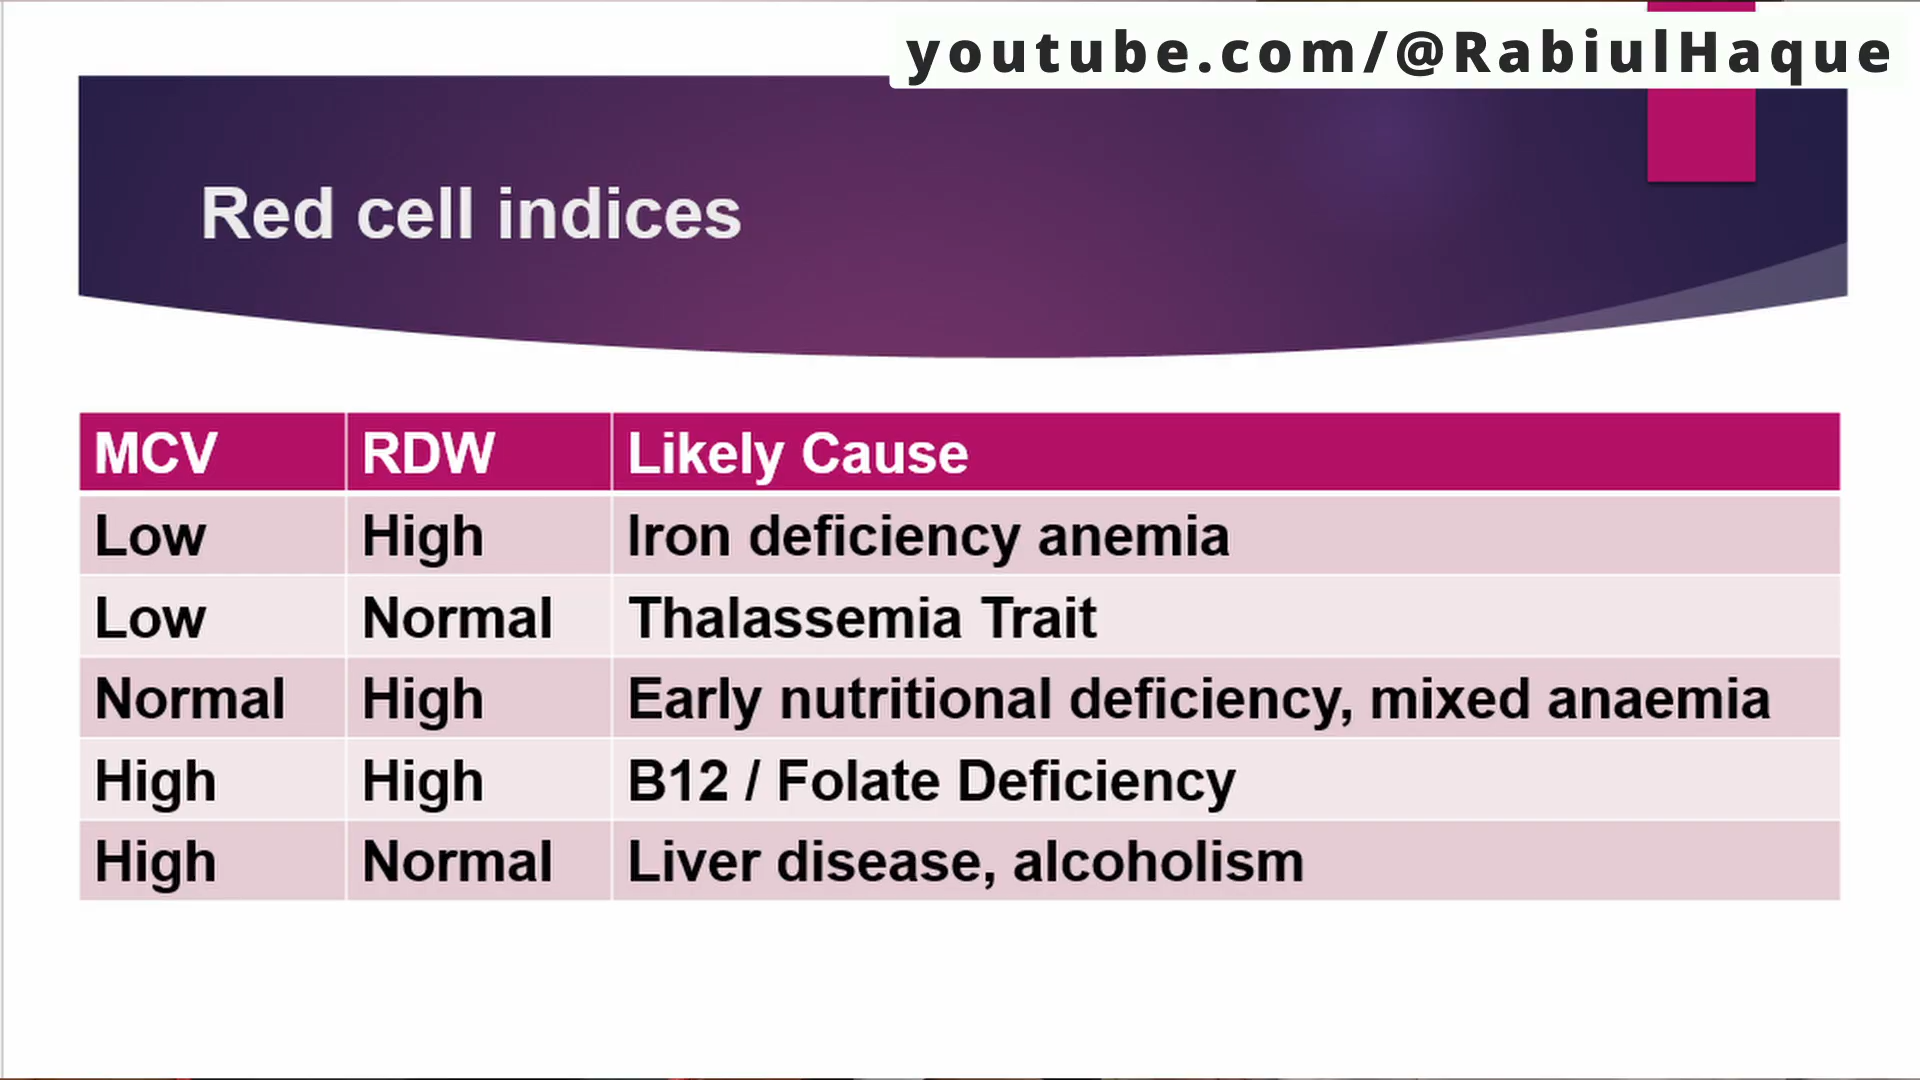 youtube.com/@RabiulHaque
Red cell indices
MCV RDW Likely Cause
Low High Iron deficiency anemia
Low Normal Thalassemia Trait
Normal High Early nutritional deficiency, mixed anaemia
High High B12 / Folate Deficiency
High Normal Liver disease, alcoholism